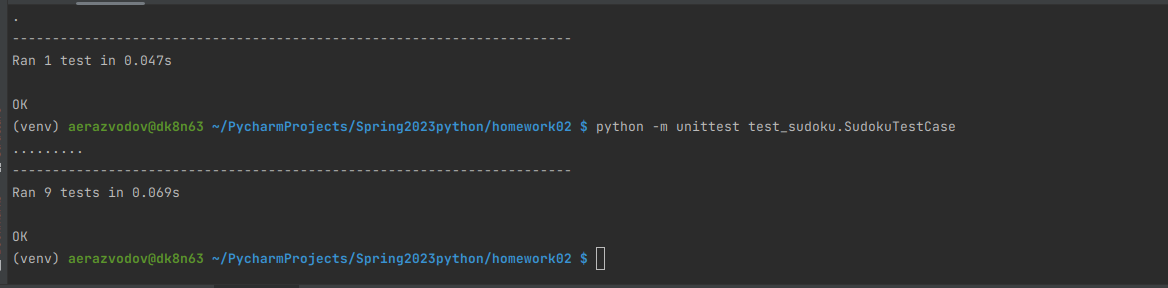 .
----------------------------------------------------------------------
Ran 1 test in 0.047s
OK
(venv) aerazvodov@dk8n63 ~/PycharmProjects/Spring2023python/homework02 $ python -m unittest test_sudoku.SudokuTestCase
.........
----------------------------------------------------------------------
Ran 9 tests in 0.069s
OK
(venv) aerazvodov@dk8n63 ~/PycharmProjects/Spring2023python/homework02 $